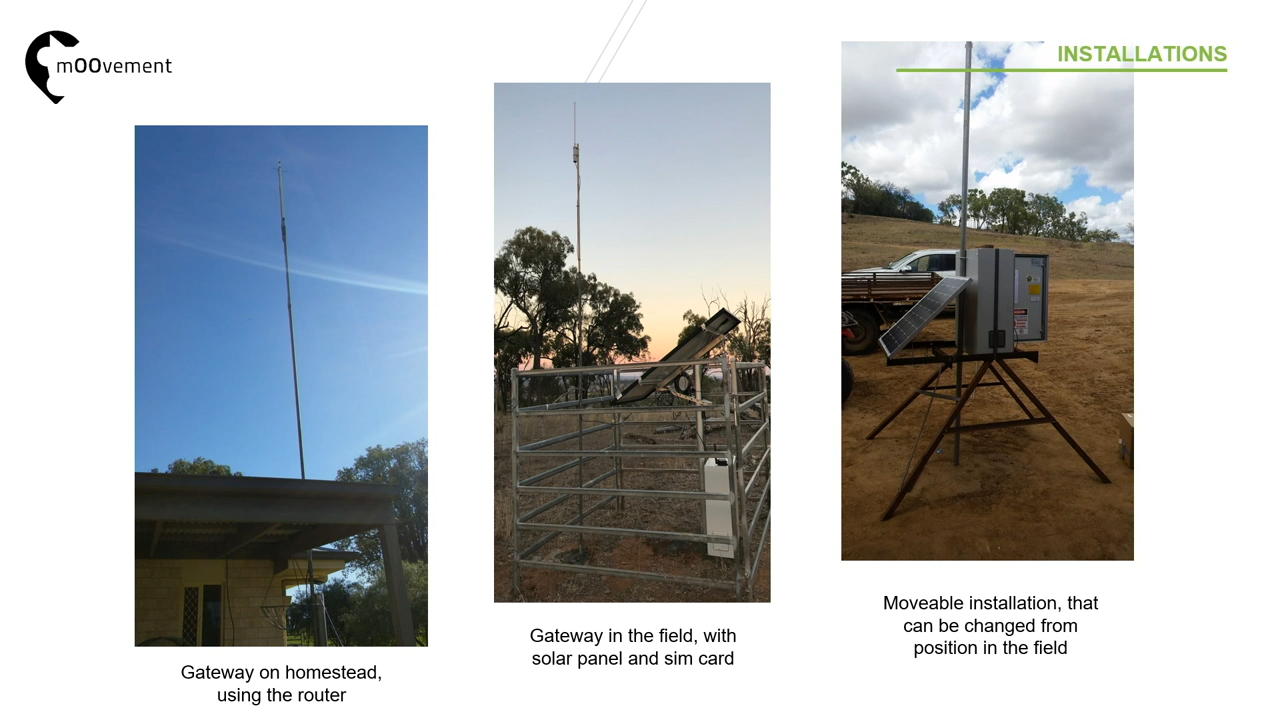 mOOvement
INSTALLATIONS
Gateway on homestead,
using the router
Gateway in the field, with
solar panel and sim card
Moveable installation, that
can be changed from
position in the field